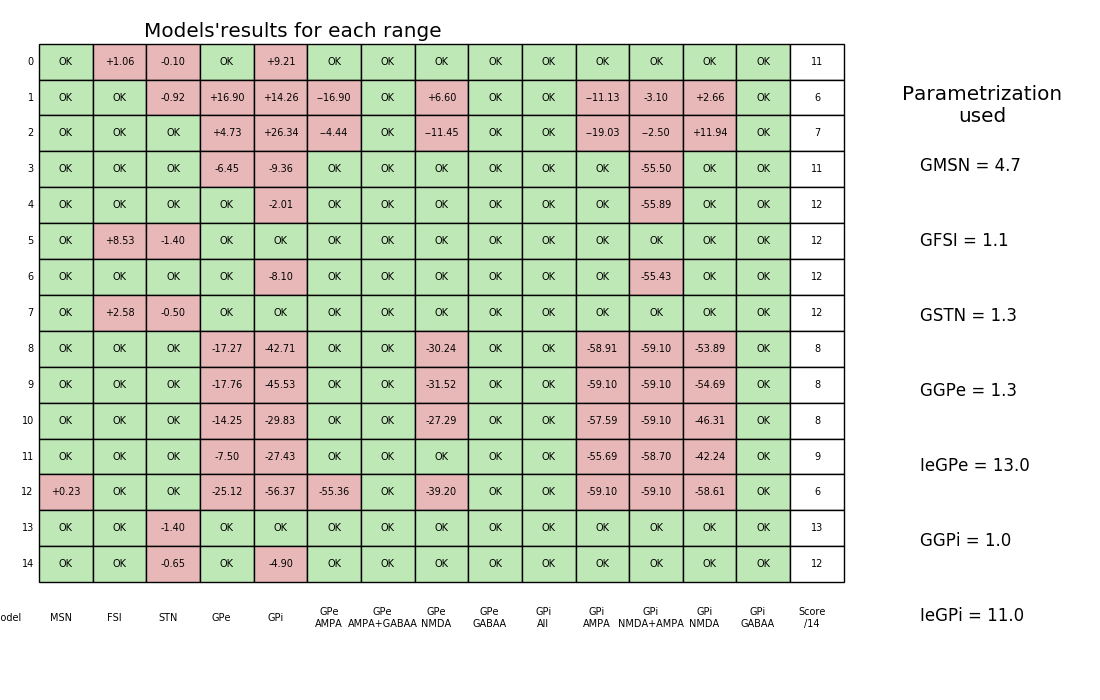 Models'results for each range
0 OK +1.06 -0.10 OK +9.21 OK OK OK OK OK OK OK OK OK 11
1 OK OK -0.92 +16.90 +14.26 --16.90 OK +6.60 OK OK --11.13 -3.10 +2.66 OK 6
2 OK OK OK +4.73 +26.34 --4.44 OK --11.45 OK OK --19.03 --2.50 +11.94 OK 7
3 OK OK OK -6.45 -9.36 OK OK OK OK OK OK -55.50 OK OK 11
4 OK OK OK OK -2.01 OK OK OK OK OK OK -55.89 OK OK 12
5 OK +8.53 -1.40 OK OK OK OK OK OK OK OK OK OK OK 12
6 OK OK OK OK -8.10 OK OK OK OK OK OK -55.43 OK OK 12
7 OK +2.58 -0.50 OK OK OK OK OK OK OK OK OK OK OK 12
8 OK OK OK -17.27 -42.71 OK OK -30.24 OK OK -58.91 -59.10 -53.89 OK 8
9 OK OK OK -17.76 -45.53 OK OK -31.52 OK OK -59.10 -59.10 -54.69 OK 8
10 OK OK OK -14.25 -29.83 OK OK -27.29 OK OK -57.59 -59.10 -46.31 OK 8
11 OK OK OK -7.50 -27.43 OK OK OK OK OK -55.69 -58.70 -42.24 OK 9
12 +0.23 OK OK -25.12 -56.37 -55.36 OK -39.20 OK OK -59.10 -59.10 -58.61 OK 6
13 OK OK -1.40 OK OK OK OK OK OK OK OK OK OK OK 13
14 OK OK -0.65 OK -4.90 OK OK OK OK OK OK OK OK OK 12
odel MSN FSI STN GPe GPi GPe GPe GPe GPe GPi GPi GPi GPi GPi Score
AMPA AMPA+GABAA NMDA GABAA All AMPA NMDA+AMPA NMDA GABAA /14
Parametrization
used
GMSN = 4.7
GFSI = 1.1
GSTN = 1.3
GGPe = 1.3
IeGPe = 13.0
GGPi = 1.0
IeGPi = 11.0